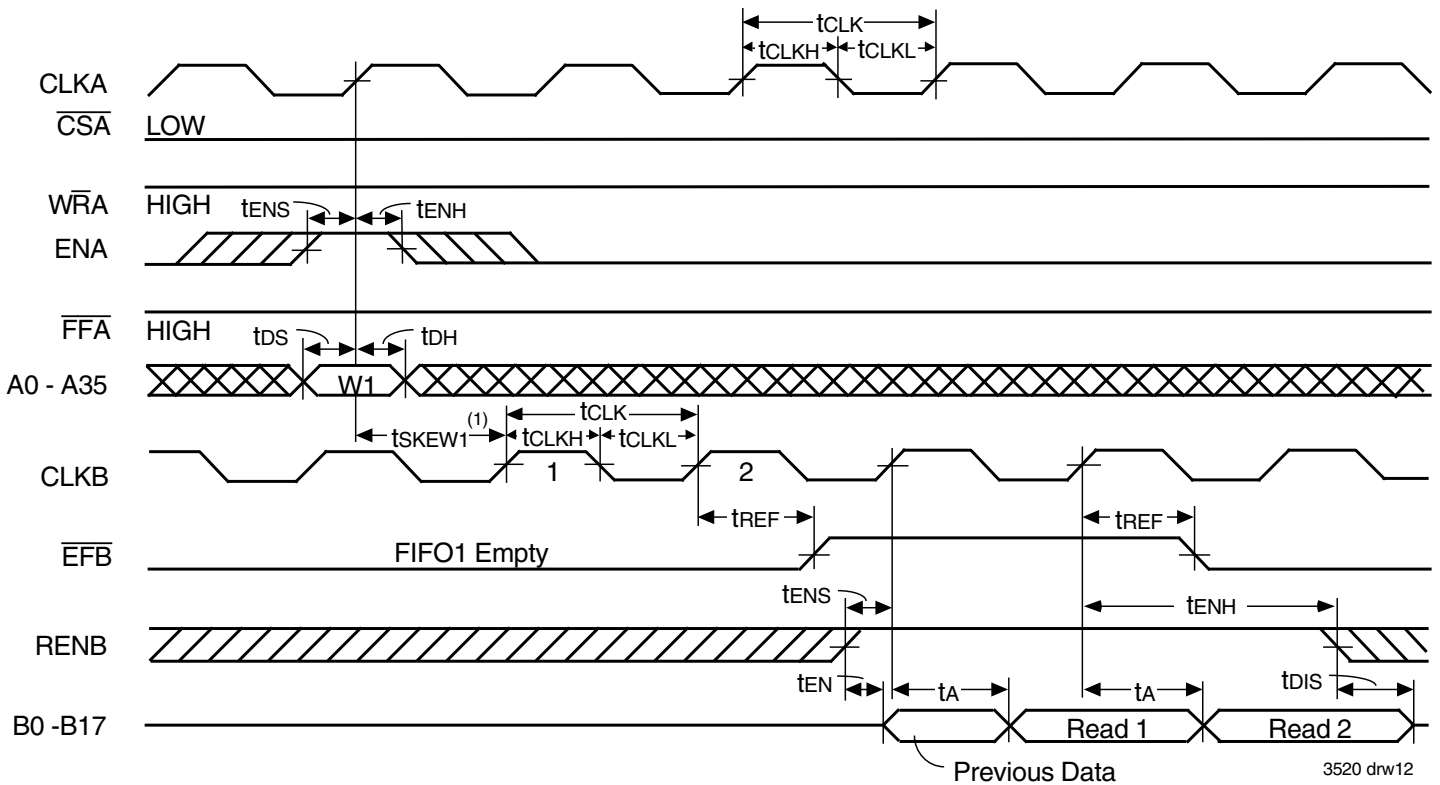 tCLK
tCLKH tCLKL
CLKA
CSA LOW
WRA HIGH
tENS tENH
ENA
FFA HIGH
tDS tDH
A0 - A35 W1
tSKEW1(1) tCLK
tCLKH tCLKL
CLKB 1 2
tREF tREF
EFB FIFO1 Empty
tENS tENH
RENB
tEN tA tA tDIS
B0 -B17 Read 1 Read 2
Previous Data 3520 drw12